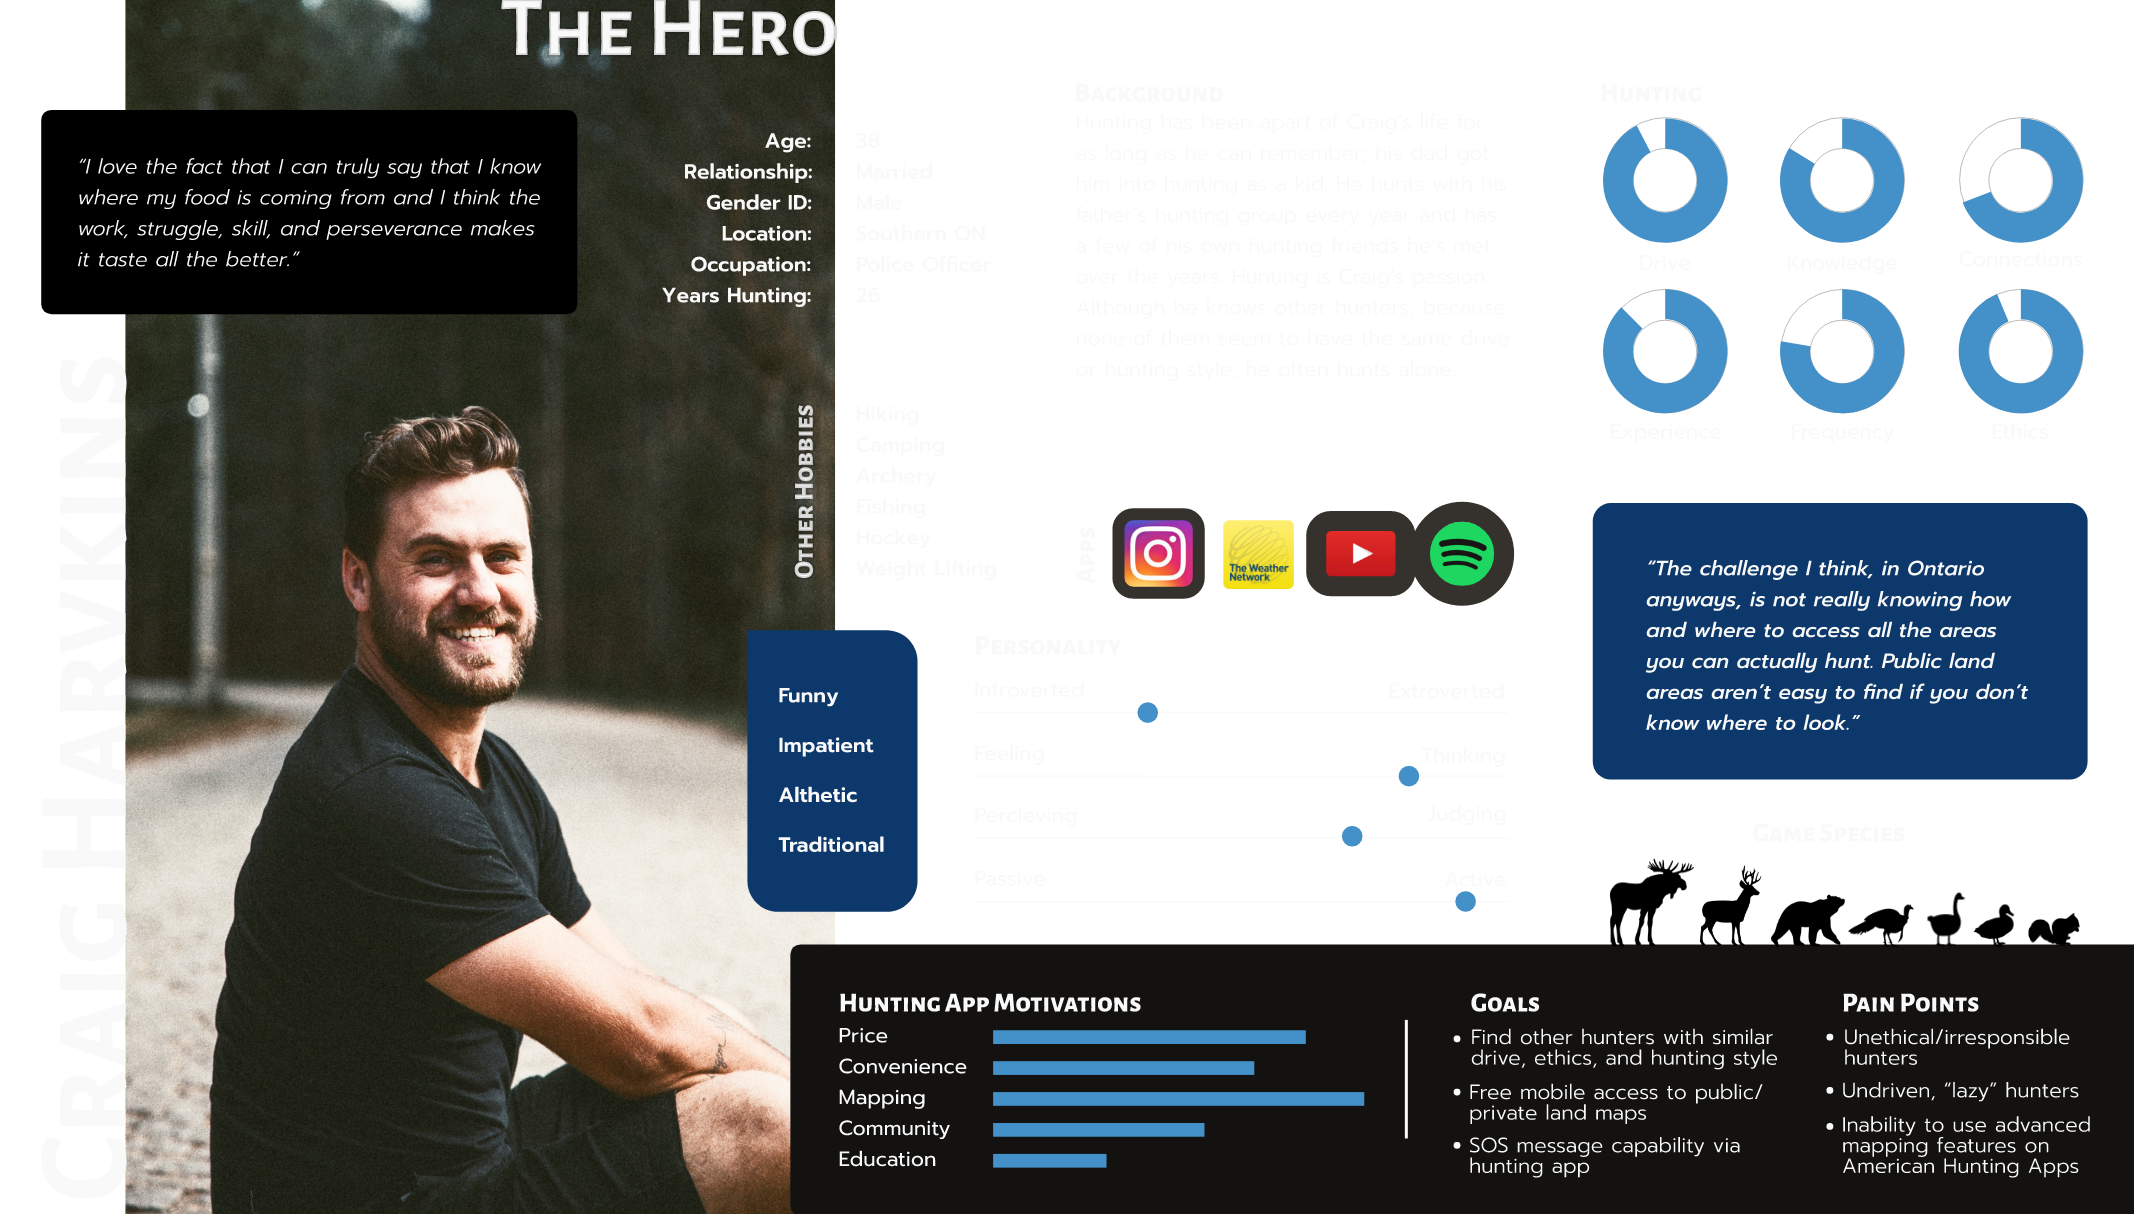 The Hero
"I love the fact that I can truly say that I know
where my food is coming from and I think the
work, struggle, skill, and perseverance makes
it taste all the better."
Craig Harvkins
Age: 38
Relationship: Married
Gender ID: Male
Location: Southern ON
Occupation: Police Officer
Years Hunting: 26
Other Hobbies
Hiking
Camping
Archery
Fishing
Hockey
Weight Lifting
Background
Hunting has been apart of Craig's life for
as long as he can remember, his dad got
him into hunting as a kid. He hunts with his
father's hunting group every year and has
a few of his own hunting friends he's met
over the years. Hunting is Craig's passion.
Although he knows other hunters, because
none of them seem to have the same drive
or hunting style, he often hunts alone.
Apps
The Weather
Network
Hunting
Drive
Knowledge
Connections
Experience
Frequency
Ethics
Funny
Impatient
Althetic
Traditional
Personality
Introverted Extroverted
Feeling Thinking
Percieving Judging
Passive Active
"The challenge I think, in Ontario
anyways, is not really knowing how
and where to access all the areas
you can actually hunt. Public land
areas aren't easy to find if you don't
know where to look."
Game Species
Hunting App Motivations
Price
Convenience
Mapping
Community
Education
Goals
• Find other hunters with similar
drive, ethics, and hunting style
• Free mobile access to public/
private land maps
• SOS message capability via
hunting app
Pain Points
• Unethical/irresponsible
hunters
• Undriven, "lazy" hunters
• Inability to use advanced
mapping features on
American Hunting Apps